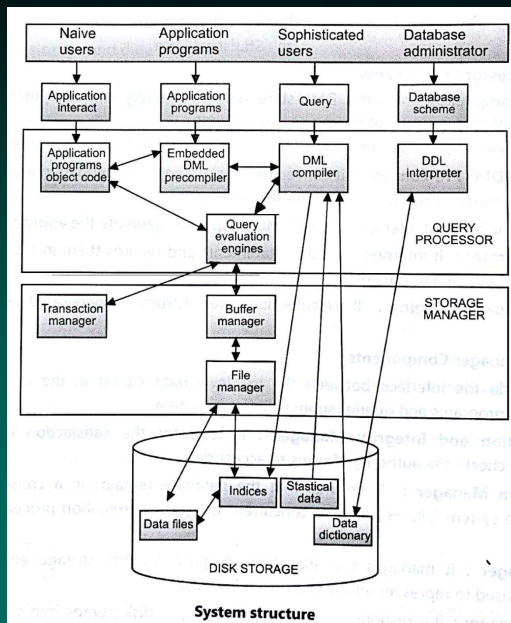 Naive users
Application programs
Sophisticated users
Database administrator
Application interact
Application programs
Query
Database scheme
Application programs object code
Embedded DML precompiler
DML compiler
DDL interpreter
Query evaluation engines
QUERY PROCESSOR
STORAGE MANAGER
Transaction manager
Buffer manager
File manager
Indices
Stastical data
Data files
Data dictionary
DISK STORAGE
System structure